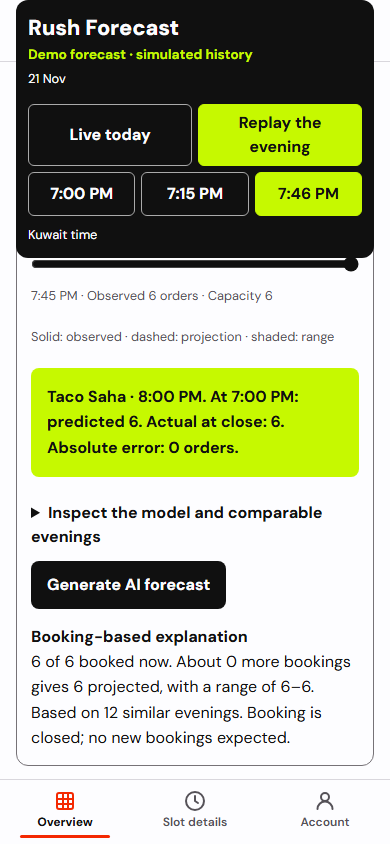 Rush Forecast
Demo forecast · simulated history
21 Nov
Live today
Replay the
evening
7:00 PM
7:15 PM
7:46 PM
Kuwait time
7:45 PM · Observed 6 orders · Capacity 6
Solid: observed · dashed: projection · shaded: range
Taco Saha · 8:00 PM. At 7:00 PM:
predicted 6. Actual at close: 6.
Absolute error: 0 orders.
Inspect the model and comparable
evenings
Generate AI forecast
Booking-based explanation
6 of 6 booked now. About 0 more bookings
gives 6 projected, with a range of 6–6.
Based on 12 similar evenings. Booking is
closed; no new bookings expected.
Overview
Slot details
Account